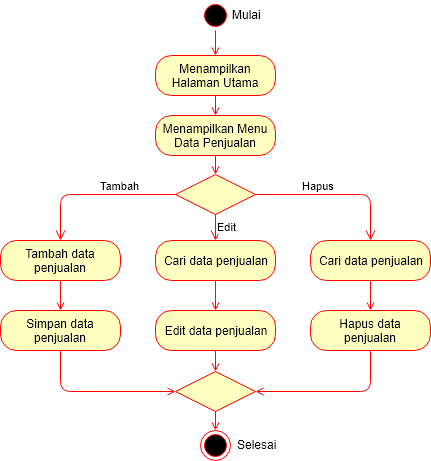 Mulai
Menampilkan
Halaman Utama
Menampilkan Menu
Data Penjualan
Tambah
Hapus
Edit
Tambah data
penjualan
Cari data penjualan
Cari data penjualan
Simpan data
penjualan
Edit data penjualan
Hapus data
penjualan
Selesai